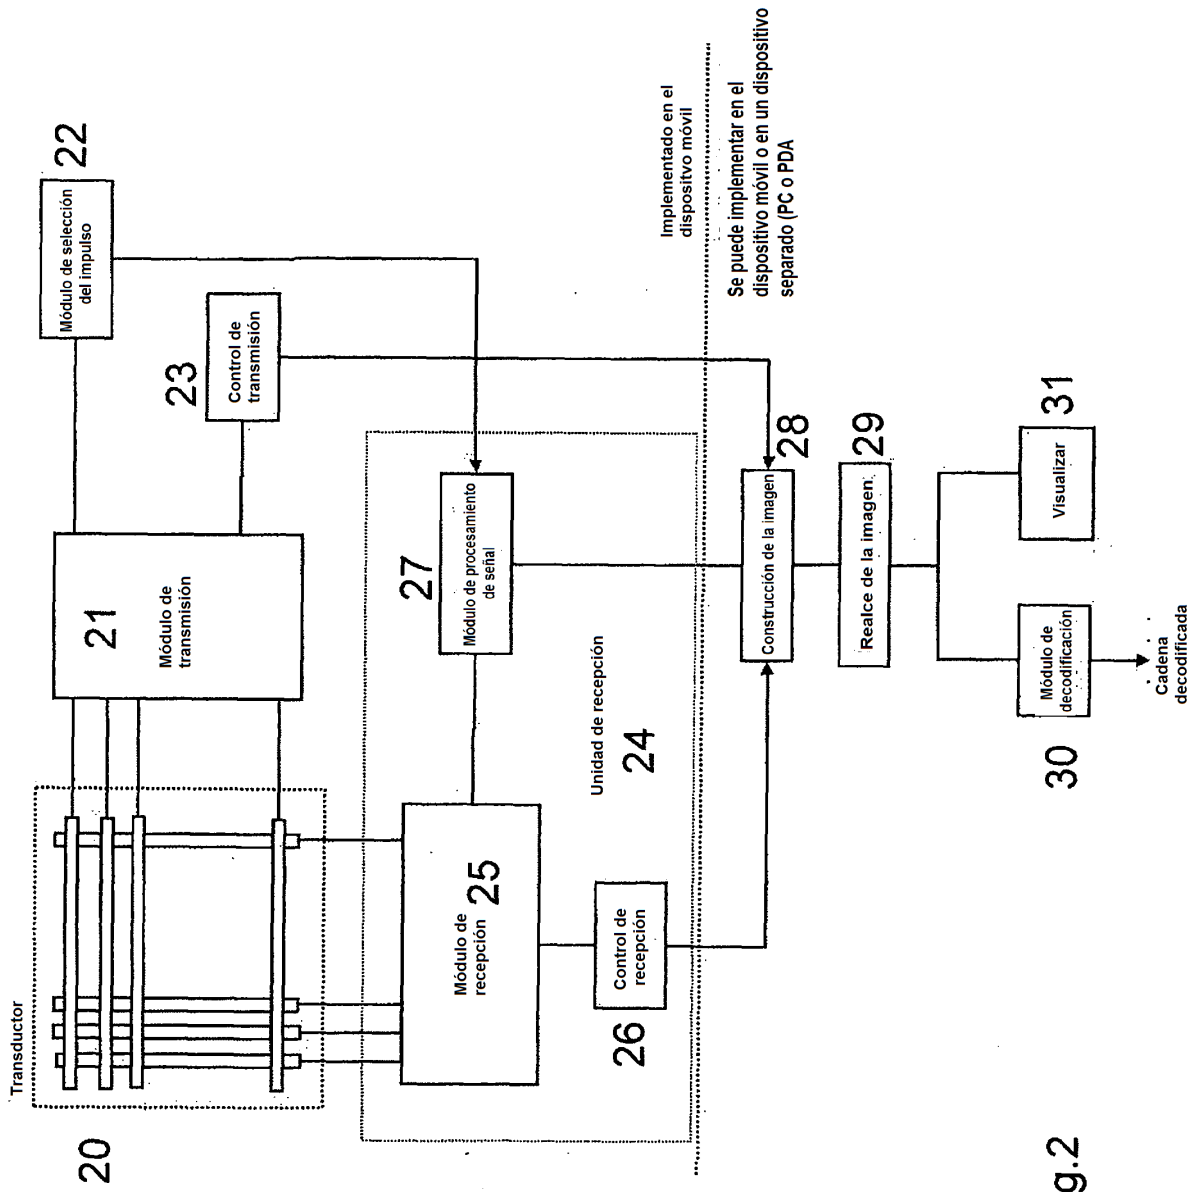 Transductor
20
21
Módulo de
transmisión
Módulo de selección
del impulso
22
23
Control de
transmisión
Módulo de
recepción
25
Control de
recepción
26
Unidad de recepción
24
27
Módulo de procesamiento
de señal
Implementado en el
dispositvo móvil
Se puede implementar en el
dispositivo móvil o en un dispositivo
separado (PC o PDA
Construcción de la imagen
28
Realce de la imagen
29
30
Módulo de
decodificación
Visualizar
31
Cadena
decodificada
g.2